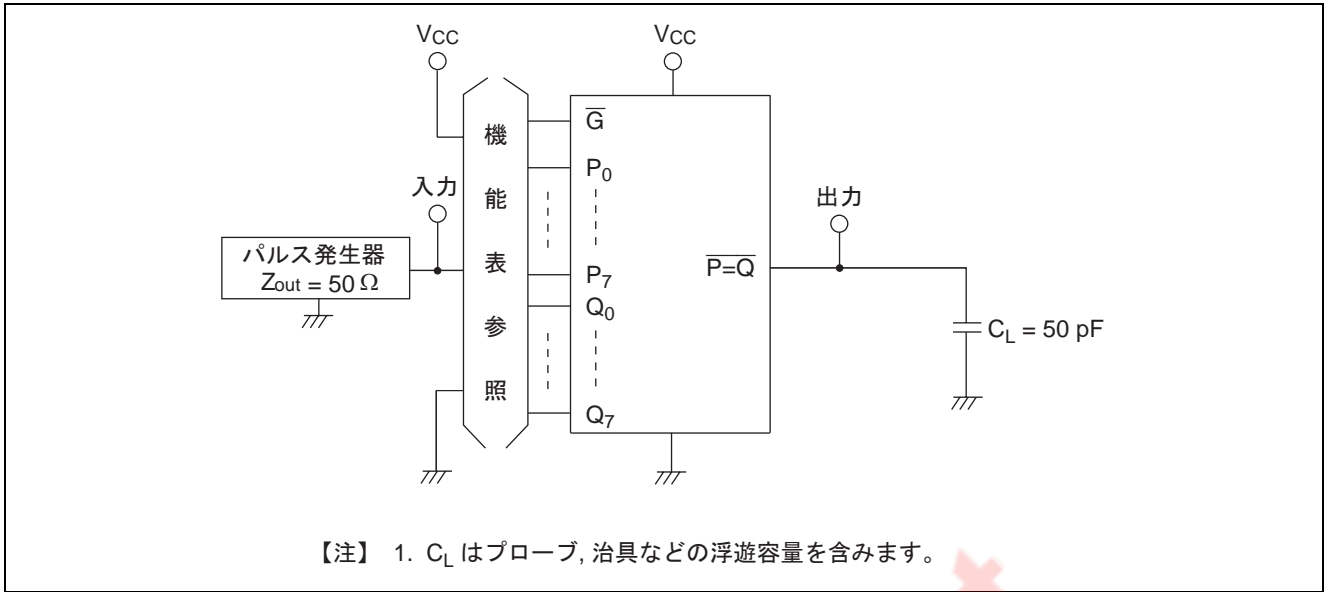 VCC
VCC
機能表参照
G̅
P0
入力
出力
パルス発生器
Zout = 50 Ω
P7
P̅=̅Q̅
Q0
CL = 50 pF
Q7
【注】 1. CL はプローブ, 治具などの浮遊容量を含みます。